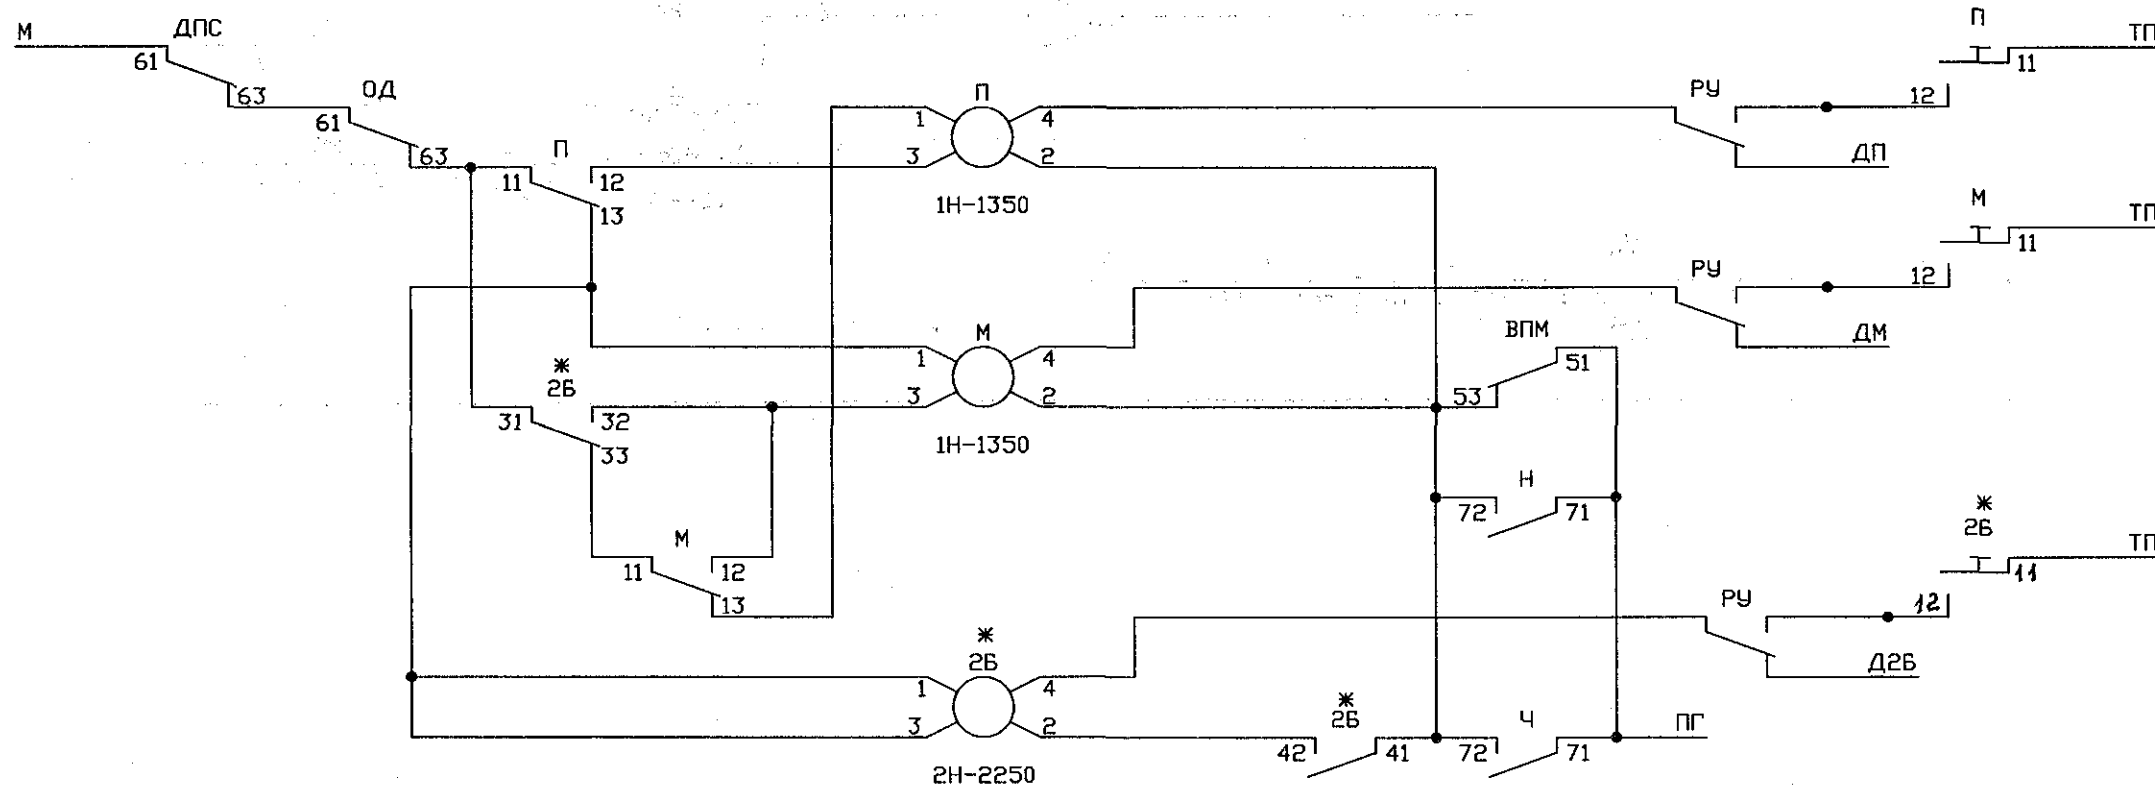 М ДПС П ТП
61 11
63 ОД П РУ 12
61 1 4
63 П 3 2 ДП
11 12 1Н-1350 М ТП
13 11
РУ 12
М ВПМ ДМ
* 1 4 51
2Б 3 2 53
31 32 1Н-1350
33 Н *
72 71 2Б ТП
М 11
11 12 РУ 12
13 *
2Б Д2Б
1 4 *
3 2 2Б Ч ПГ
42 41 72 71
2Н-2250